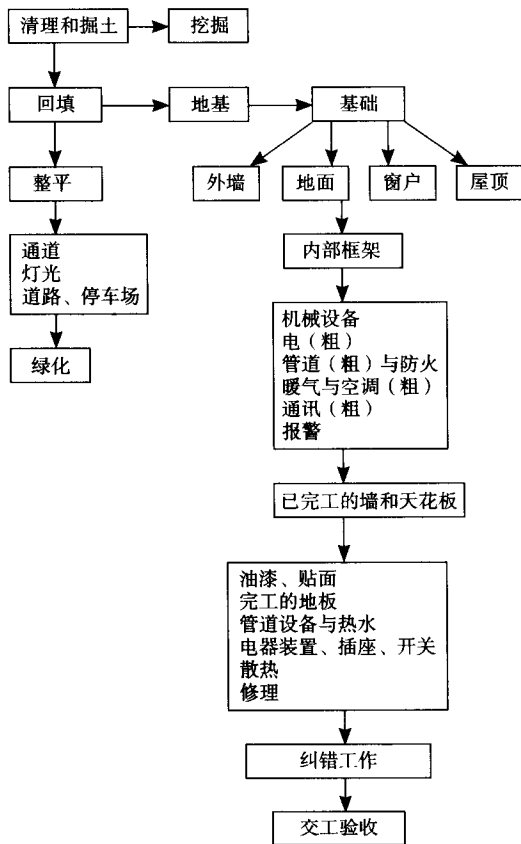 清理和掘土
挖掘
回填
地基
基础
整平
外墙
地面
窗户
屋顶
通道
灯光
道路、停车场
内部框架
绿化
机械设备
电（粗）
管道（粗）与防火
暖气与空调（粗）
通讯（粗）
报警
已完工的墙和天花板
油漆、贴面
完工的地板
管道设备与热水
电器装置、插座、开关
散热
修理
纠错工作
交工验收